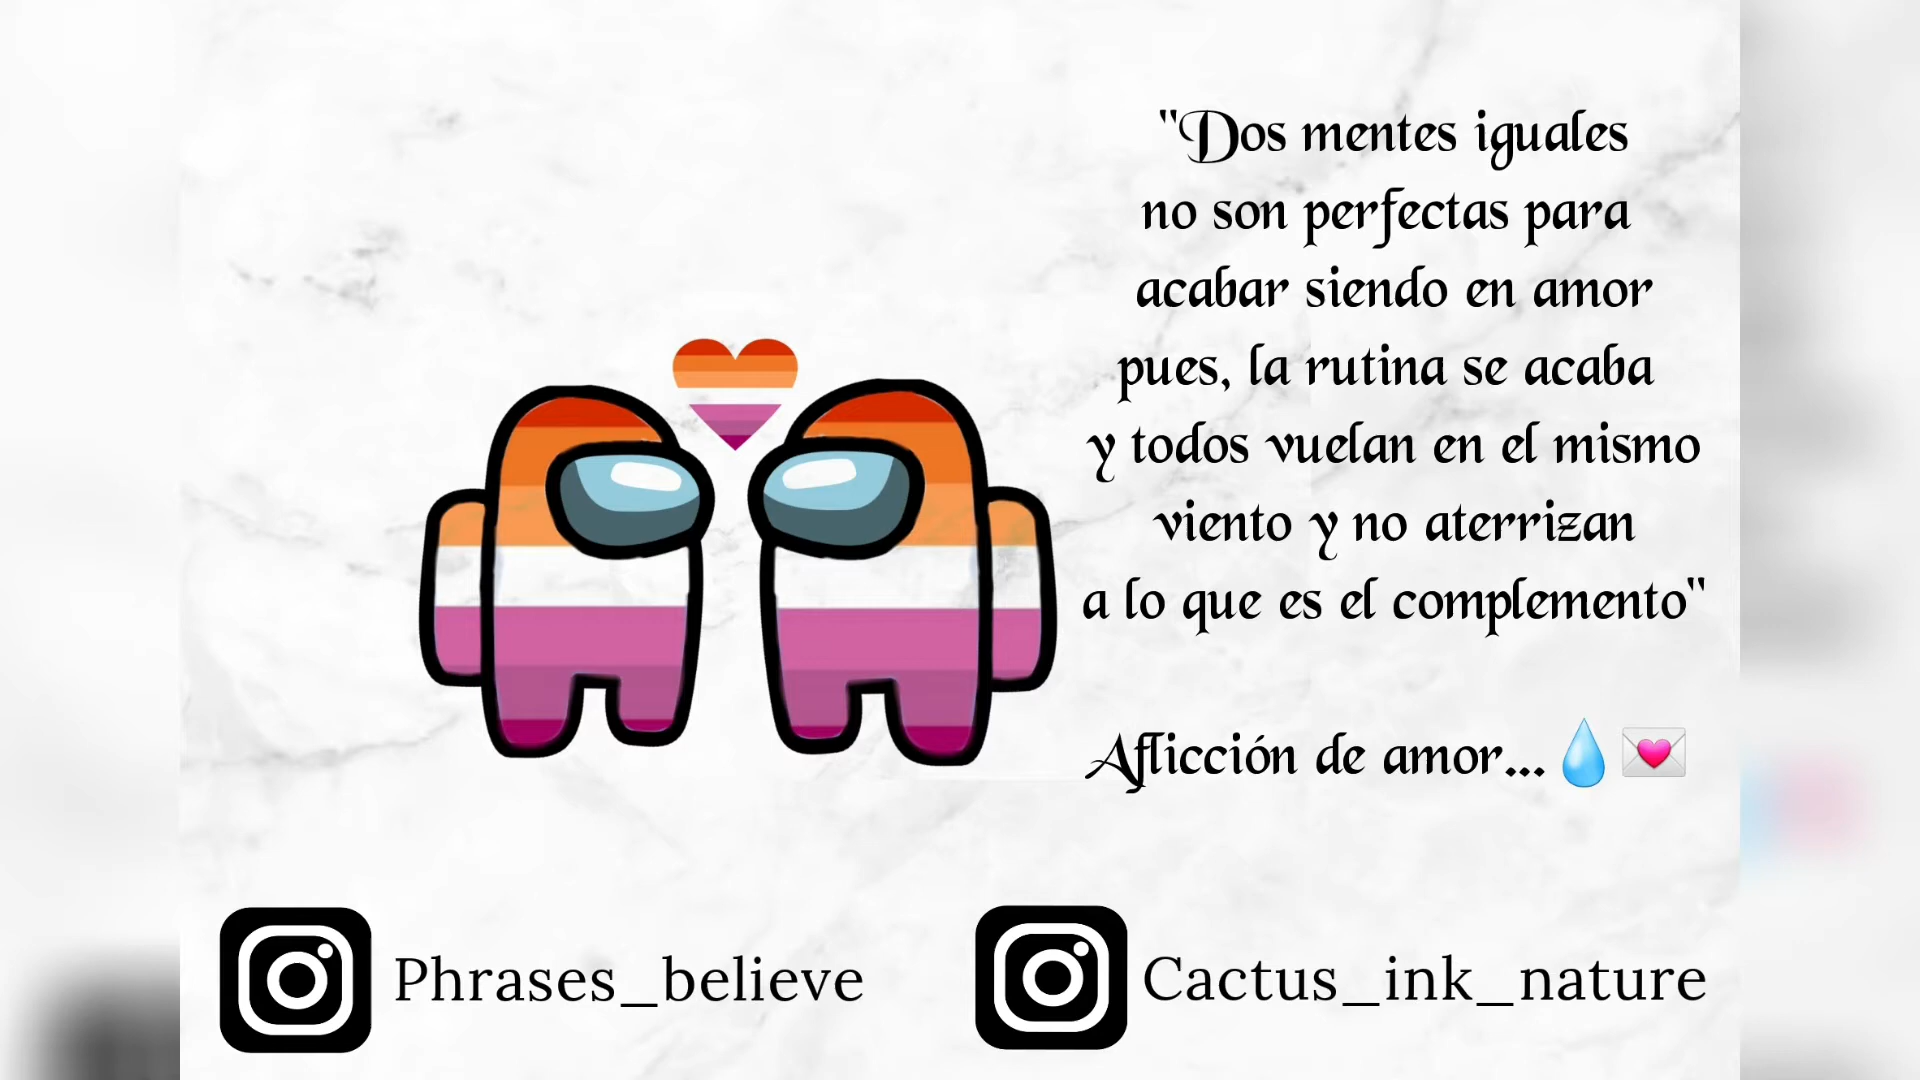 "Dos mentes iguales
no son perfectas para
acabar siendo en amor
pues, la rutina se acaba
y todos vuelan en el mismo
viento y no aterrizan
a lo que es el complemento"
Aflicción de amor...💧💌
Phrases_believe
Cactus_ink_nature